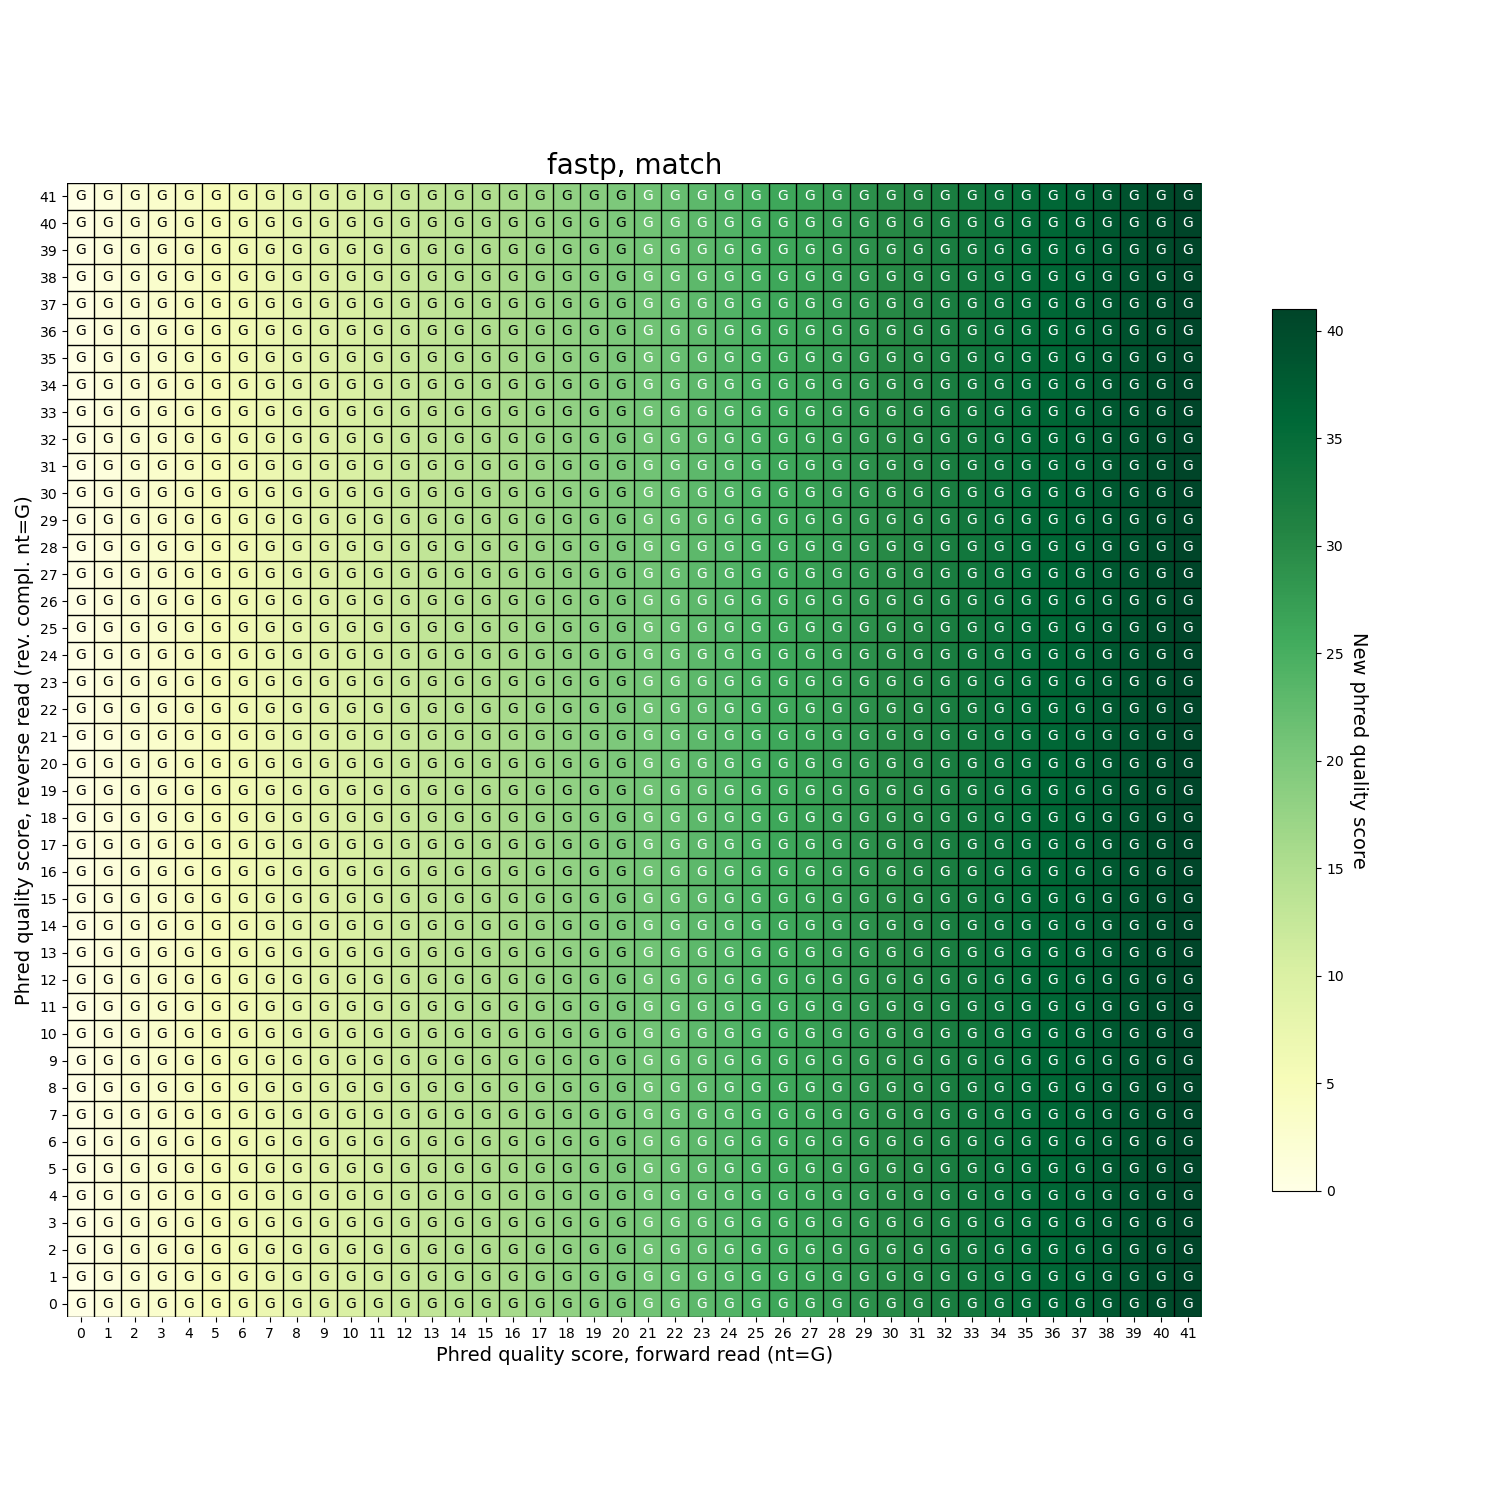 fastp, match
41 G G G G G G G G G G G G G G G G G G G G G G G G G G G G G G G G G G G G G G G G G G
40 G G G G G G G G G G G G G G G G G G G G G G G G G G G G G G G G G G G G G G G G G G
39 G G G G G G G G G G G G G G G G G G G G G G G G G G G G G G G G G G G G G G G G G G
38 G G G G G G G G G G G G G G G G G G G G G G G G G G G G G G G G G G G G G G G G G G
37 G G G G G G G G G G G G G G G G G G G G G G G G G G G G G G G G G G G G G G G G G G
36 G G G G G G G G G G G G G G G G G G G G G G G G G G G G G G G G G G G G G G G G G G
35 G G G G G G G G G G G G G G G G G G G G G G G G G G G G G G G G G G G G G G G G G G
34 G G G G G G G G G G G G G G G G G G G G G G G G G G G G G G G G G G G G G G G G G G
33 G G G G G G G G G G G G G G G G G G G G G G G G G G G G G G G G G G G G G G G G G G
32 G G G G G G G G G G G G G G G G G G G G G G G G G G G G G G G G G G G G G G G G G G
31 G G G G G G G G G G G G G G G G G G G G G G G G G G G G G G G G G G G G G G G G G G
30 G G G G G G G G G G G G G G G G G G G G G G G G G G G G G G G G G G G G G G G G G G
29 G G G G G G G G G G G G G G G G G G G G G G G G G G G G G G G G G G G G G G G G G G
28 G G G G G G G G G G G G G G G G G G G G G G G G G G G G G G G G G G G G G G G G G G
27 G G G G G G G G G G G G G G G G G G G G G G G G G G G G G G G G G G G G G G G G G G
26 G G G G G G G G G G G G G G G G G G G G G G G G G G G G G G G G G G G G G G G G G G
25 G G G G G G G G G G G G G G G G G G G G G G G G G G G G G G G G G G G G G G G G G G
24 G G G G G G G G G G G G G G G G G G G G G G G G G G G G G G G G G G G G G G G G G G
23 G G G G G G G G G G G G G G G G G G G G G G G G G G G G G G G G G G G G G G G G G G
22 G G G G G G G G G G G G G G G G G G G G G G G G G G G G G G G G G G G G G G G G G G
21 G G G G G G G G G G G G G G G G G G G G G G G G G G G G G G G G G G G G G G G G G G
20 G G G G G G G G G G G G G G G G G G G G G G G G G G G G G G G G G G G G G G G G G G
19 G G G G G G G G G G G G G G G G G G G G G G G G G G G G G G G G G G G G G G G G G G
18 G G G G G G G G G G G G G G G G G G G G G G G G G G G G G G G G G G G G G G G G G G
17 G G G G G G G G G G G G G G G G G G G G G G G G G G G G G G G G G G G G G G G G G G
16 G G G G G G G G G G G G G G G G G G G G G G G G G G G G G G G G G G G G G G G G G G
15 G G G G G G G G G G G G G G G G G G G G G G G G G G G G G G G G G G G G G G G G G G
14 G G G G G G G G G G G G G G G G G G G G G G G G G G G G G G G G G G G G G G G G G G
13 G G G G G G G G G G G G G G G G G G G G G G G G G G G G G G G G G G G G G G G G G G
12 G G G G G G G G G G G G G G G G G G G G G G G G G G G G G G G G G G G G G G G G G G
11 G G G G G G G G G G G G G G G G G G G G G G G G G G G G G G G G G G G G G G G G G G
10 G G G G G G G G G G G G G G G G G G G G G G G G G G G G G G G G G G G G G G G G G G
9 G G G G G G G G G G G G G G G G G G G G G G G G G G G G G G G G G G G G G G G G G G
8 G G G G G G G G G G G G G G G G G G G G G G G G G G G G G G G G G G G G G G G G G G
7 G G G G G G G G G G G G G G G G G G G G G G G G G G G G G G G G G G G G G G G G G G
6 G G G G G G G G G G G G G G G G G G G G G G G G G G G G G G G G G G G G G G G G G G
5 G G G G G G G G G G G G G G G G G G G G G G G G G G G G G G G G G G G G G G G G G G
4 G G G G G G G G G G G G G G G G G G G G G G G G G G G G G G G G G G G G G G G G G G
3 G G G G G G G G G G G G G G G G G G G G G G G G G G G G G G G G G G G G G G G G G G
2 G G G G G G G G G G G G G G G G G G G G G G G G G G G G G G G G G G G G G G G G G G
1 G G G G G G G G G G G G G G G G G G G G G G G G G G G G G G G G G G G G G G G G G G
0 G G G G G G G G G G G G G G G G G G G G G G G G G G G G G G G G G G G G G G G G G G
0 1 2 3 4 5 6 7 8 9 10 11 12 13 14 15 16 17 18 19 20 21 22 23 24 25 26 27 28 29 30 31 32 33 34 35 36 37 38 39 40 41
Phred quality score, forward read (nt=G)
Phred quality score, reverse read (rev. compl. nt=G)
40
35
30
25
20
15
10
5
0
New phred quality score